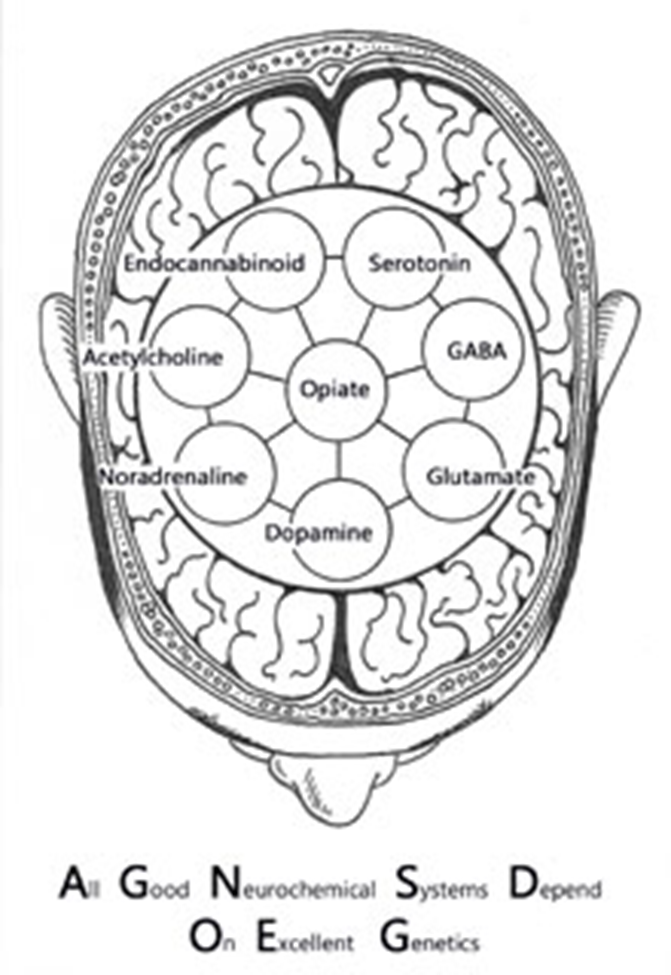 Endocannabinoid Serotonin
Acetylcholine GABA
Opiate
Noradrenaline Glutamate
Dopamine
All Good Neurochemical Systems Depend
On Excellent Genetics